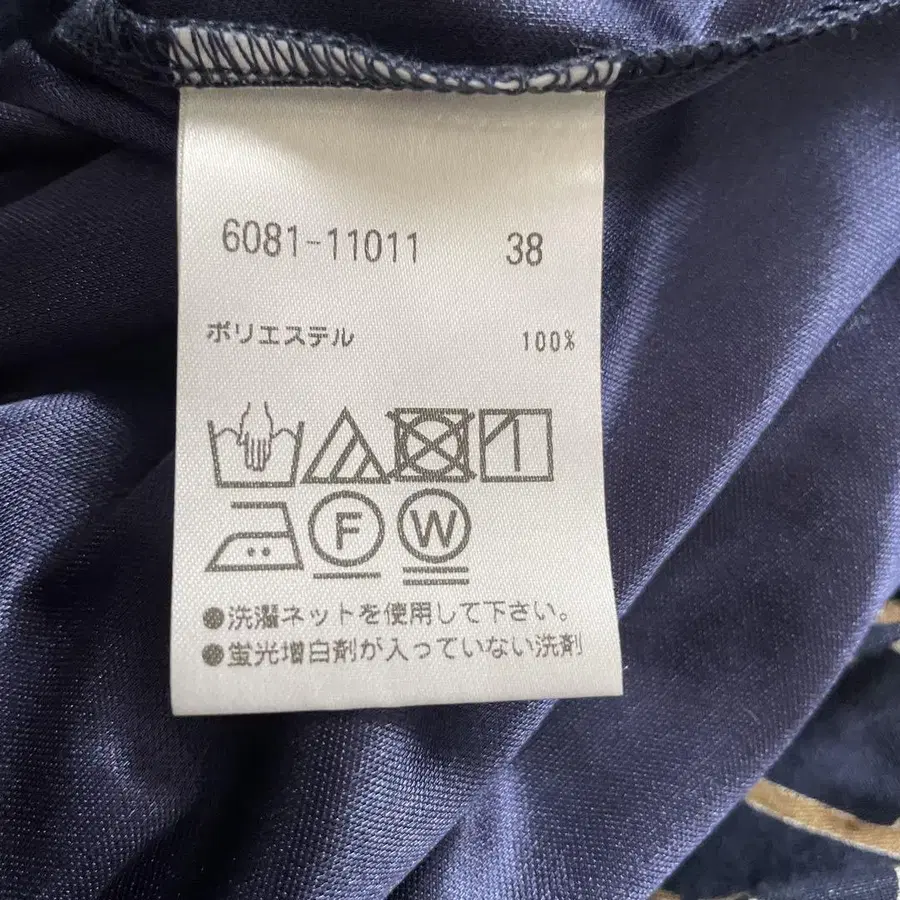 6081-11011 38
ポリエステル 100%
F W
●洗濯ネットを使用して下さい。
●蛍光増白剤が入っていない洗剤